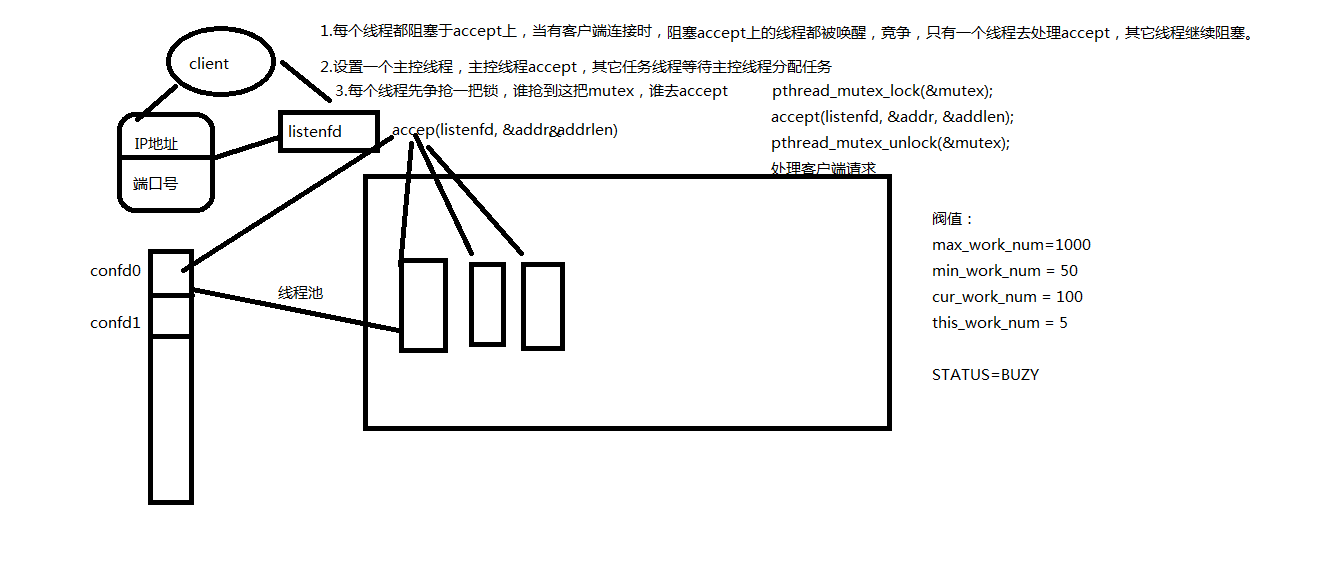 1.每个线程都阻塞于accept上，当有客户端连接时，阻塞accept上的线程都被唤醒，竞争，只有一个线程去处理accept，其它线程继续阻塞。
client
2.设置一个主控线程，主控线程accept，其它任务线程等待主控线程分配任务
3.每个线程先争抢一把锁，谁抢到这把mutex，谁去accept
pthread_mutex_lock(&mutex);
accept(listenfd, &addr, &addlen);
pthread_mutex_unlock(&mutex);
处理客户端请求
listenfd
accep(listenfd, &addr&addrlen)
IP地址
端口号
阀值：
max_work_num=1000
min_work_num = 50
cur_work_num = 100
this_work_num = 5
STATUS=BUZY
confd0
线程池
confd1